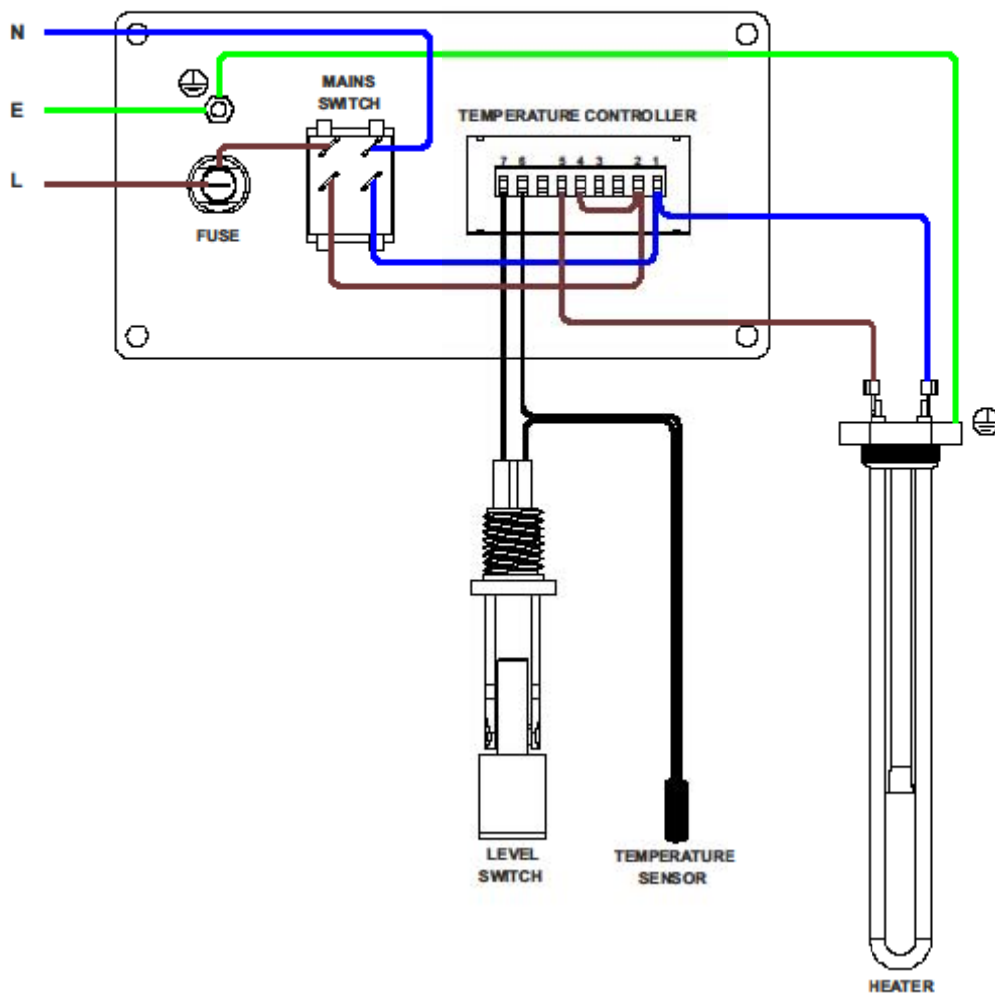 N
E
L
MAINS
SWITCH
FUSE
TEMPERATURE CONTROLLER
7 6 5 4 3 2 1
LEVEL
SWITCH
TEMPERATURE
SENSOR
HEATER